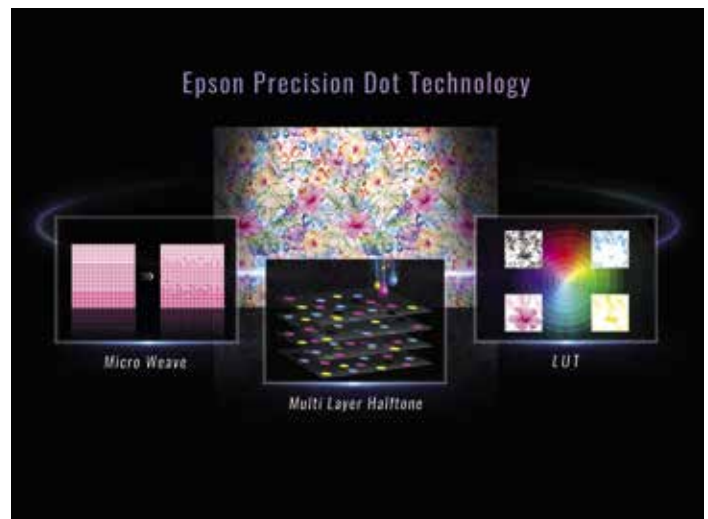 Epson Precision Dot Technology
Micro Weave
Multi Layer Halftone
LUT